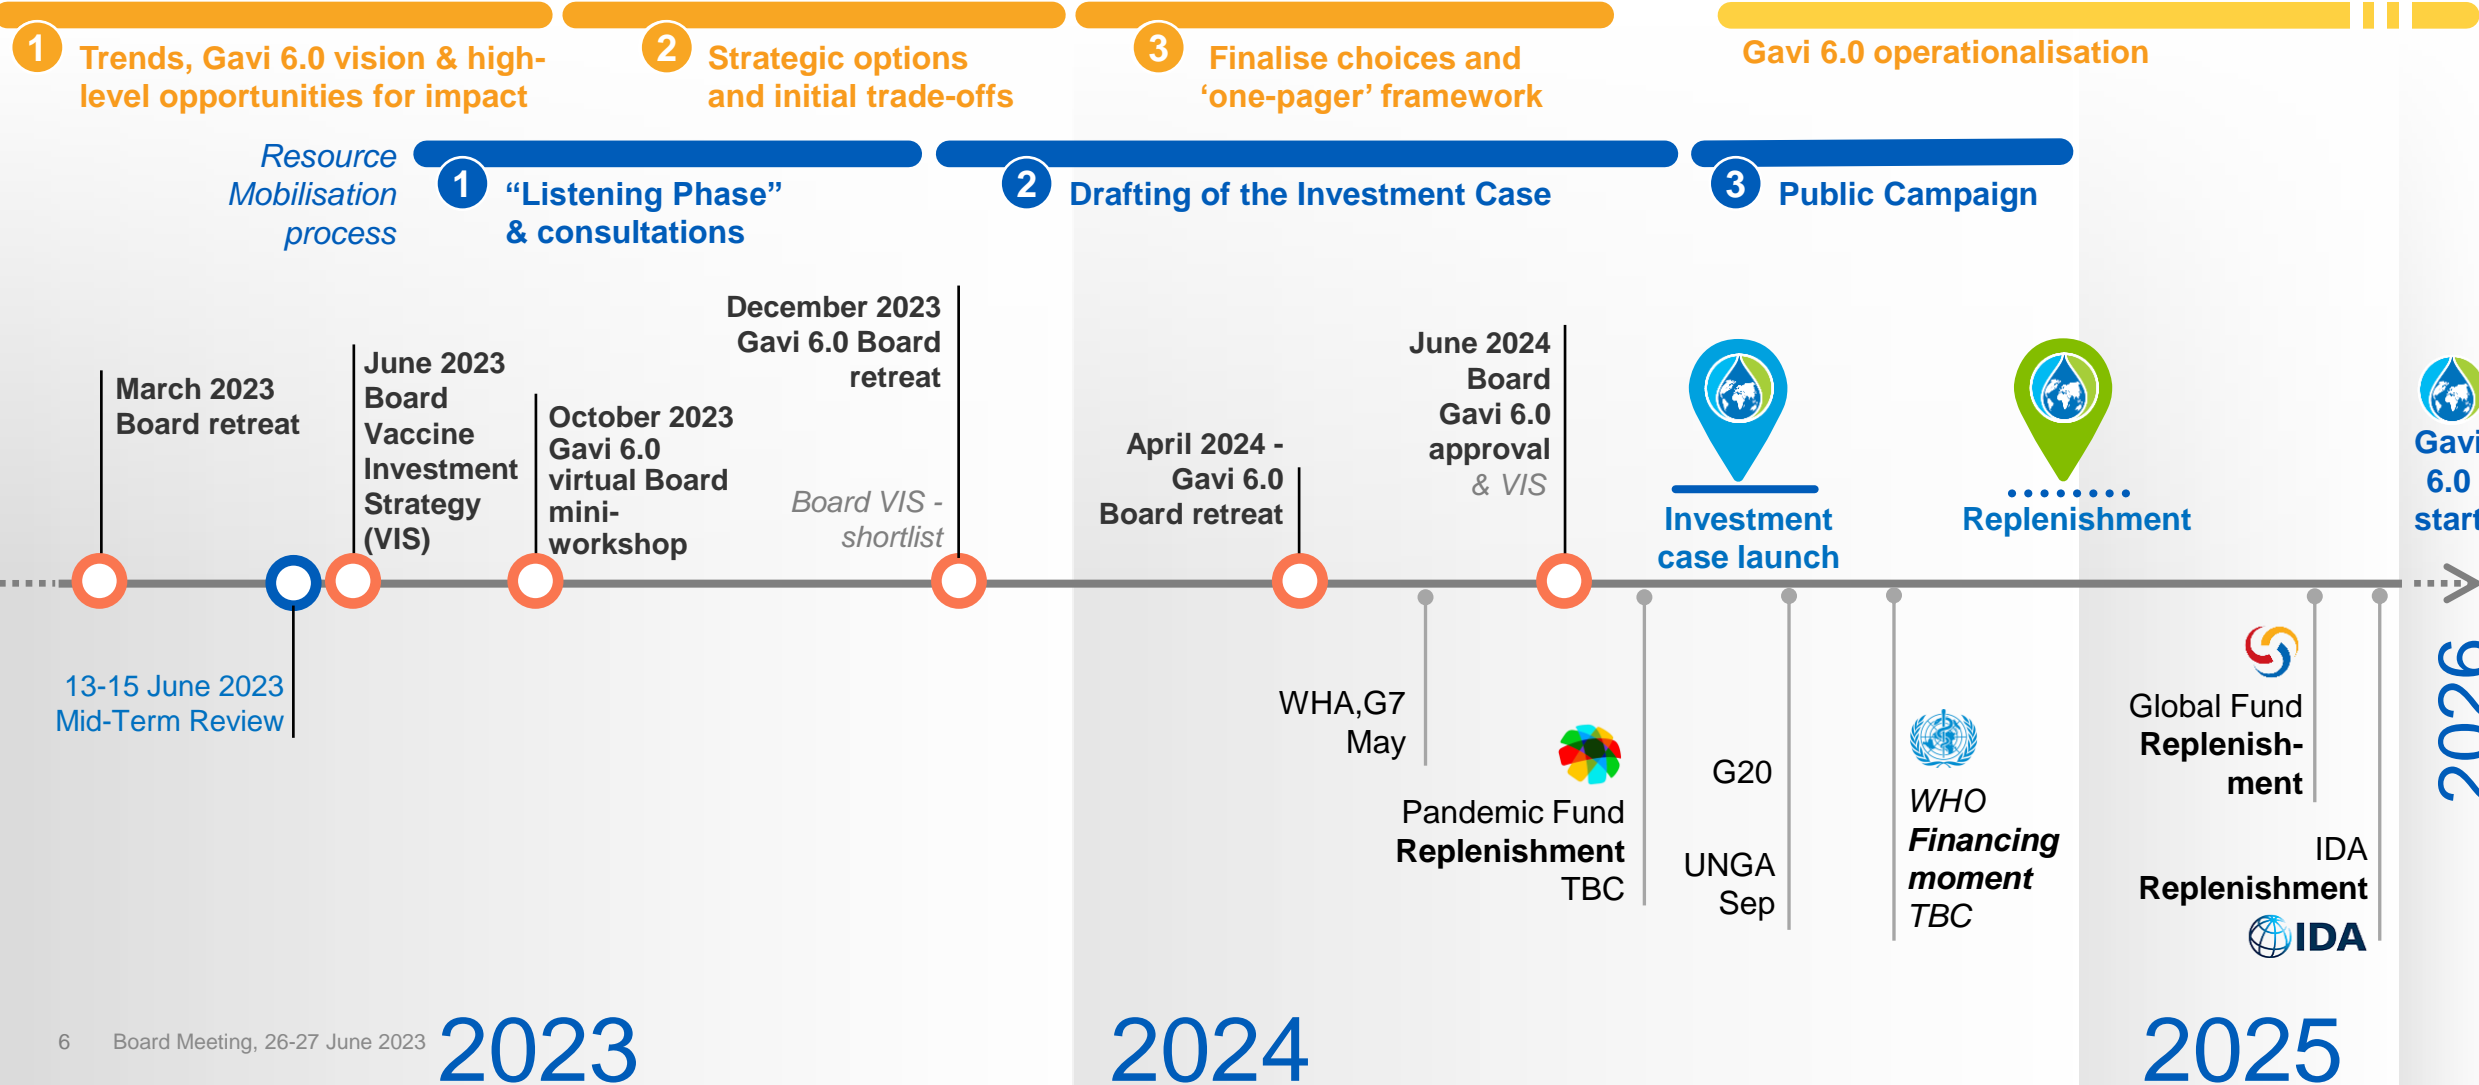 1
Trends, Gavi 6.0 vision & high-
level opportunities for impact
2
Strategic options
and initial trade-offs
3
Finalise choices and
‘one-pager’ framework
Gavi 6.0 operationalisation
Resource
Mobilisation
process
1
“Listening Phase”
& consultations
2
Drafting of the Investment Case
3
Public Campaign
March 2023
Board retreat
June 2023
Board
Vaccine
Investment
Strategy
(VIS)
October 2023
Gavi 6.0
virtual Board
mini-
workshop
December 2023
Gavi 6.0 Board
retreat
Board VIS -
shortlist
April 2024 -
Gavi 6.0
Board retreat
June 2024
Board
Gavi 6.0
approval
& VIS
Investment
case launch
Replenishment
Gavi
6.0
start
13-15 June 2023
Mid-Term Review
WHA,G7
May
Pandemic Fund
Replenishment
TBC
G20
UNGA
Sep
WHO
Financing
moment
TBC
Global Fund
Replenish-
ment
IDA
Replenishment
IDA
2026
6
Board Meeting, 26-27 June 2023
2023
2024
2025